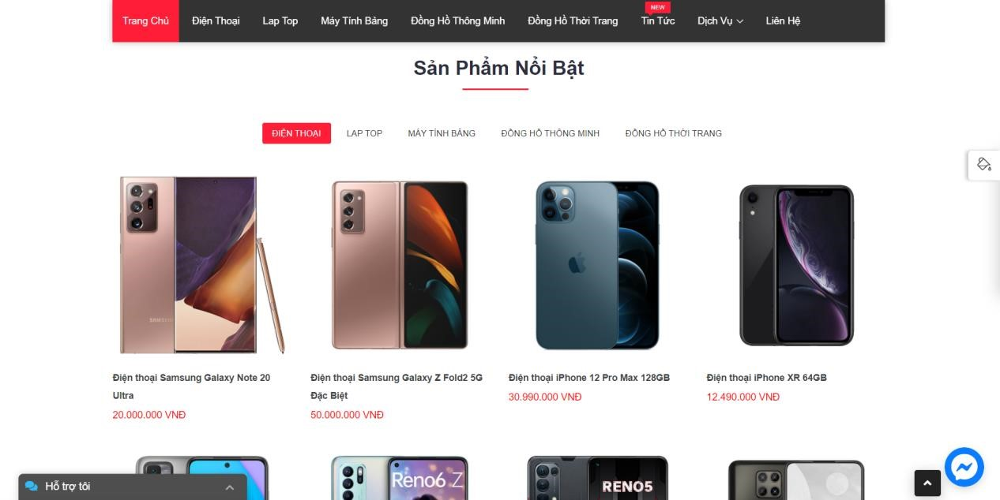 NEW
Trang Chủ Điện Thoại Lap Top Máy Tính Bảng Đồng Hồ Thông Minh Đồng Hồ Thời Trang Tin Tức Dịch Vụ Liên Hệ
Sản Phẩm Nổi Bật
ĐIỆN THOẠI LAP TOP MÁY TÍNH BẢNG ĐỒNG HỒ THÔNG MINH ĐỒNG HỒ THỜI TRANG
SAMSUNG
Điện thoại Samsung Galaxy Note 20
Ultra
20.000.000 VNĐ
Điện thoại Samsung Galaxy Z Fold2 5G
Đặc Biệt
50.000.000 VNĐ
Điện thoại iPhone 12 Pro Max 128GB
30.990.000 VNĐ
Điện thoại iPhone XR 64GB
12.490.000 VNĐ
Reno6 Z
RENO5
Hỗ trợ tôi